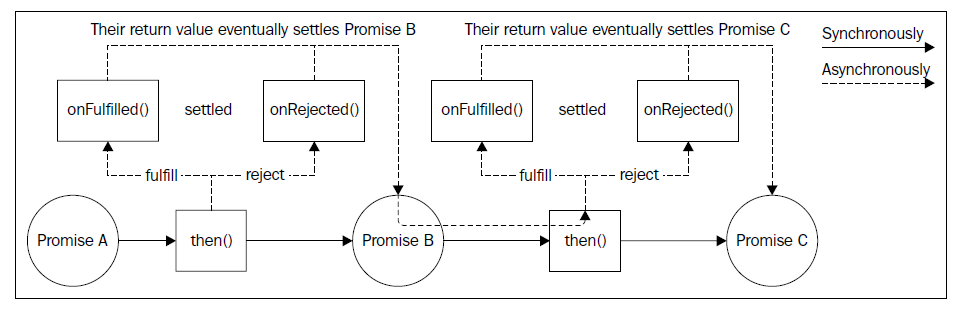 Their return value eventually settles Promise B
Their return value eventually settles Promise C
Synchronously
Asynchronously
onFulfilled()
settled
onRejected()
onFulfilled()
settled
onRejected()
fulfill
reject
fulfill
reject
Promise A
then()
Promise B
then()
Promise C